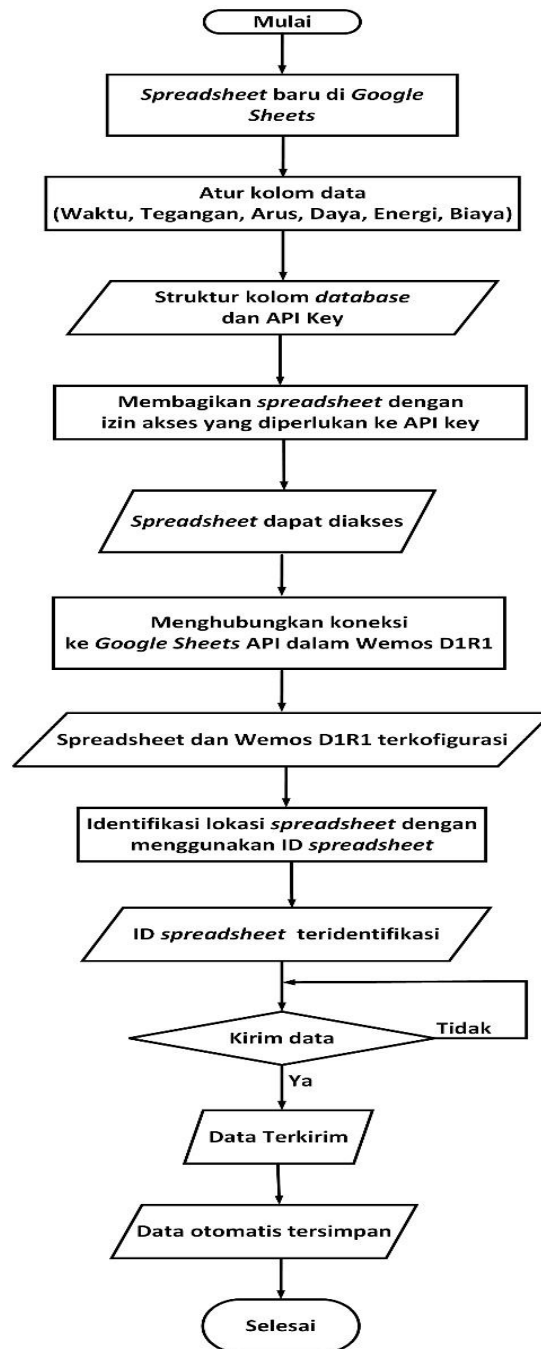 Mulai
Spreadsheet baru di Google
Sheets
Atur kolom data
(Waktu, Tegangan, Arus, Daya, Energi, Biaya)
Struktur kolom database
dan API Key
Membagikan spreadsheet dengan
izin akses yang diperlukan ke API key
Spreadsheet dapat diakses
Menghubungkan koneksi
ke Google Sheets API dalam Wemos D1R1
Spreadsheet dan Wemos D1R1 terkofigurasi
Identifikasi lokasi spreadsheet dengan
menggunakan ID spreadsheet
ID spreadsheet teridentifikasi
Kirim data
Tidak
Ya
Data Terkirim
Data otomatis tersimpan
Selesai